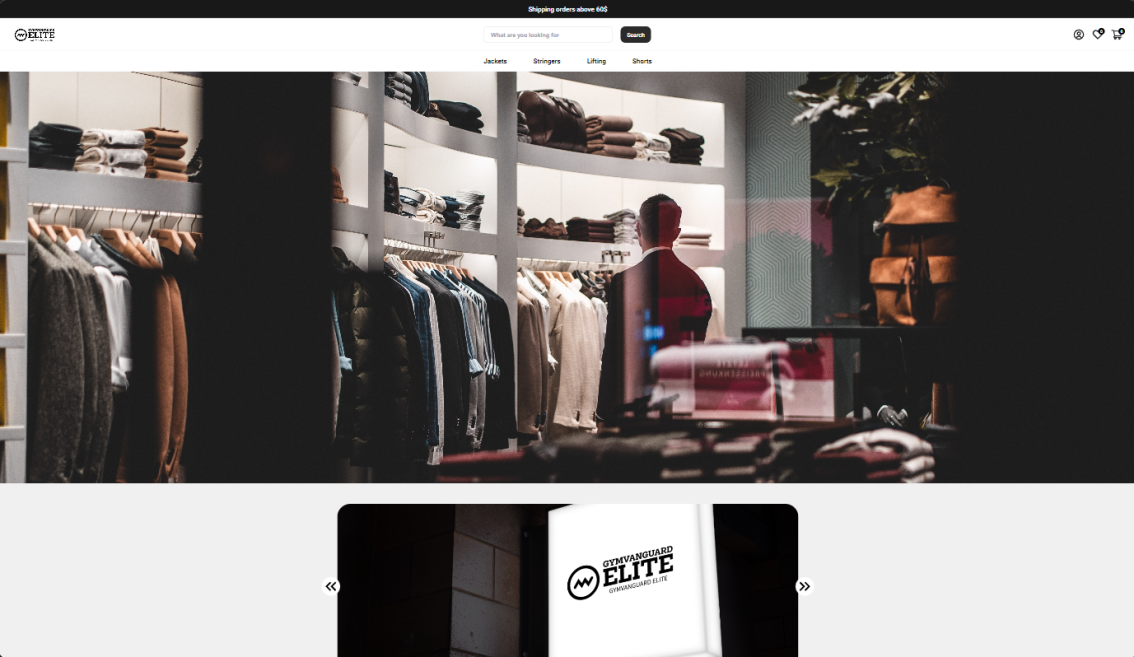 Shipping orders above 60$
GYMVANGUARD
ELITE
What are you looking for
Search
0
0
Jackets
Stringers
Lifting
Shorts
GYMVANGUARD
ELITE
GYMVANGUARD ELITE